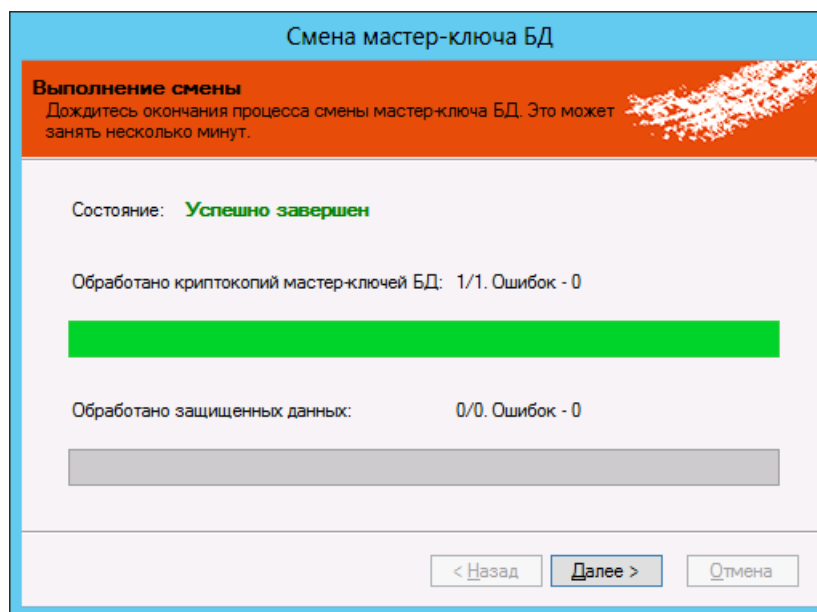 Смена мастер-ключа БД
Выполнение смены
Дождитесь окончания процесса смены мастер-ключа БД. Это может
занять несколько минут.
Состояние: Успешно завершен
Обработано криптокопий мастер-ключей БД: 1/1. Ошибок - 0
Обработано защищенных данных: 0/0. Ошибок - 0
< Назад Далее > Отмена